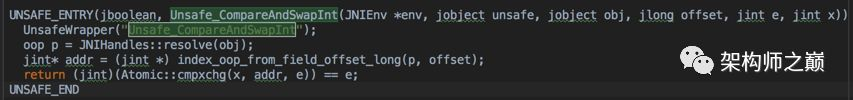 UNSAFE_ENTRY(jboolean, Unsafe_CompareAndSwapInt(JNIEnv *env, jobject unsafe, jobject obj, jlong offset, jint e, jint x))
UnsafeWrapper("Unsafe_CompareAndSwapInt");
oop p = JNIHandles::resolve(obj);
jint* addr = (jint *) index_oop_from_field_offset_long(p, offset);
return (jint)(Atomic::cmpxchg(x, addr, e)) == e;
UNSAFE_END
架构师之巅